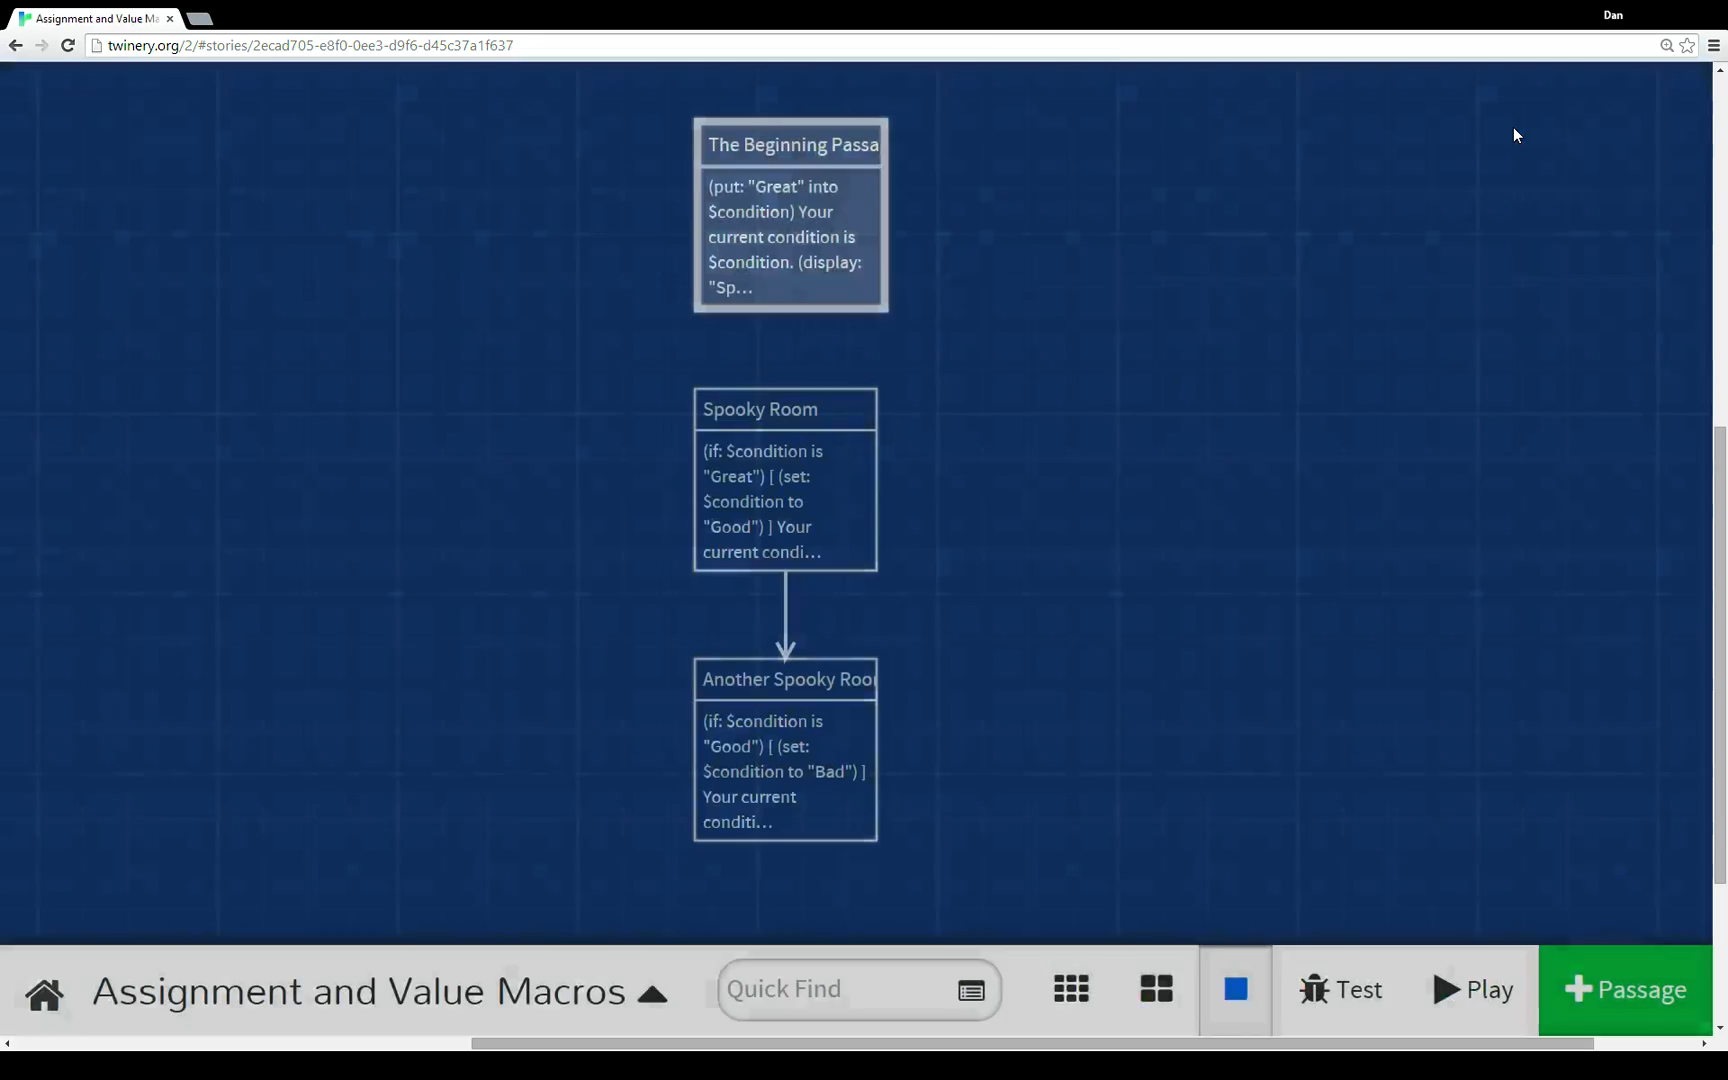 Assignment and Value Ma
Dan
twinery.org/2/#stories/2ecad705-e8f0-0ee3-d9f6-d45c37a1f637
The Beginning Passa
(put: "Great" into
$condition) Your
current condition is
$condition. (display:
"Sp...
Spooky Room
(if: $condition is
"Great") [ (set:
$condition to
"Good") ] Your
current condi...
Another Spooky Roo
(if: $condition is
"Good") [ (set:
$condition to "Bad") ]
Your current
conditi...
Assignment and Value Macros
Quick Find
Test
Play
Passage